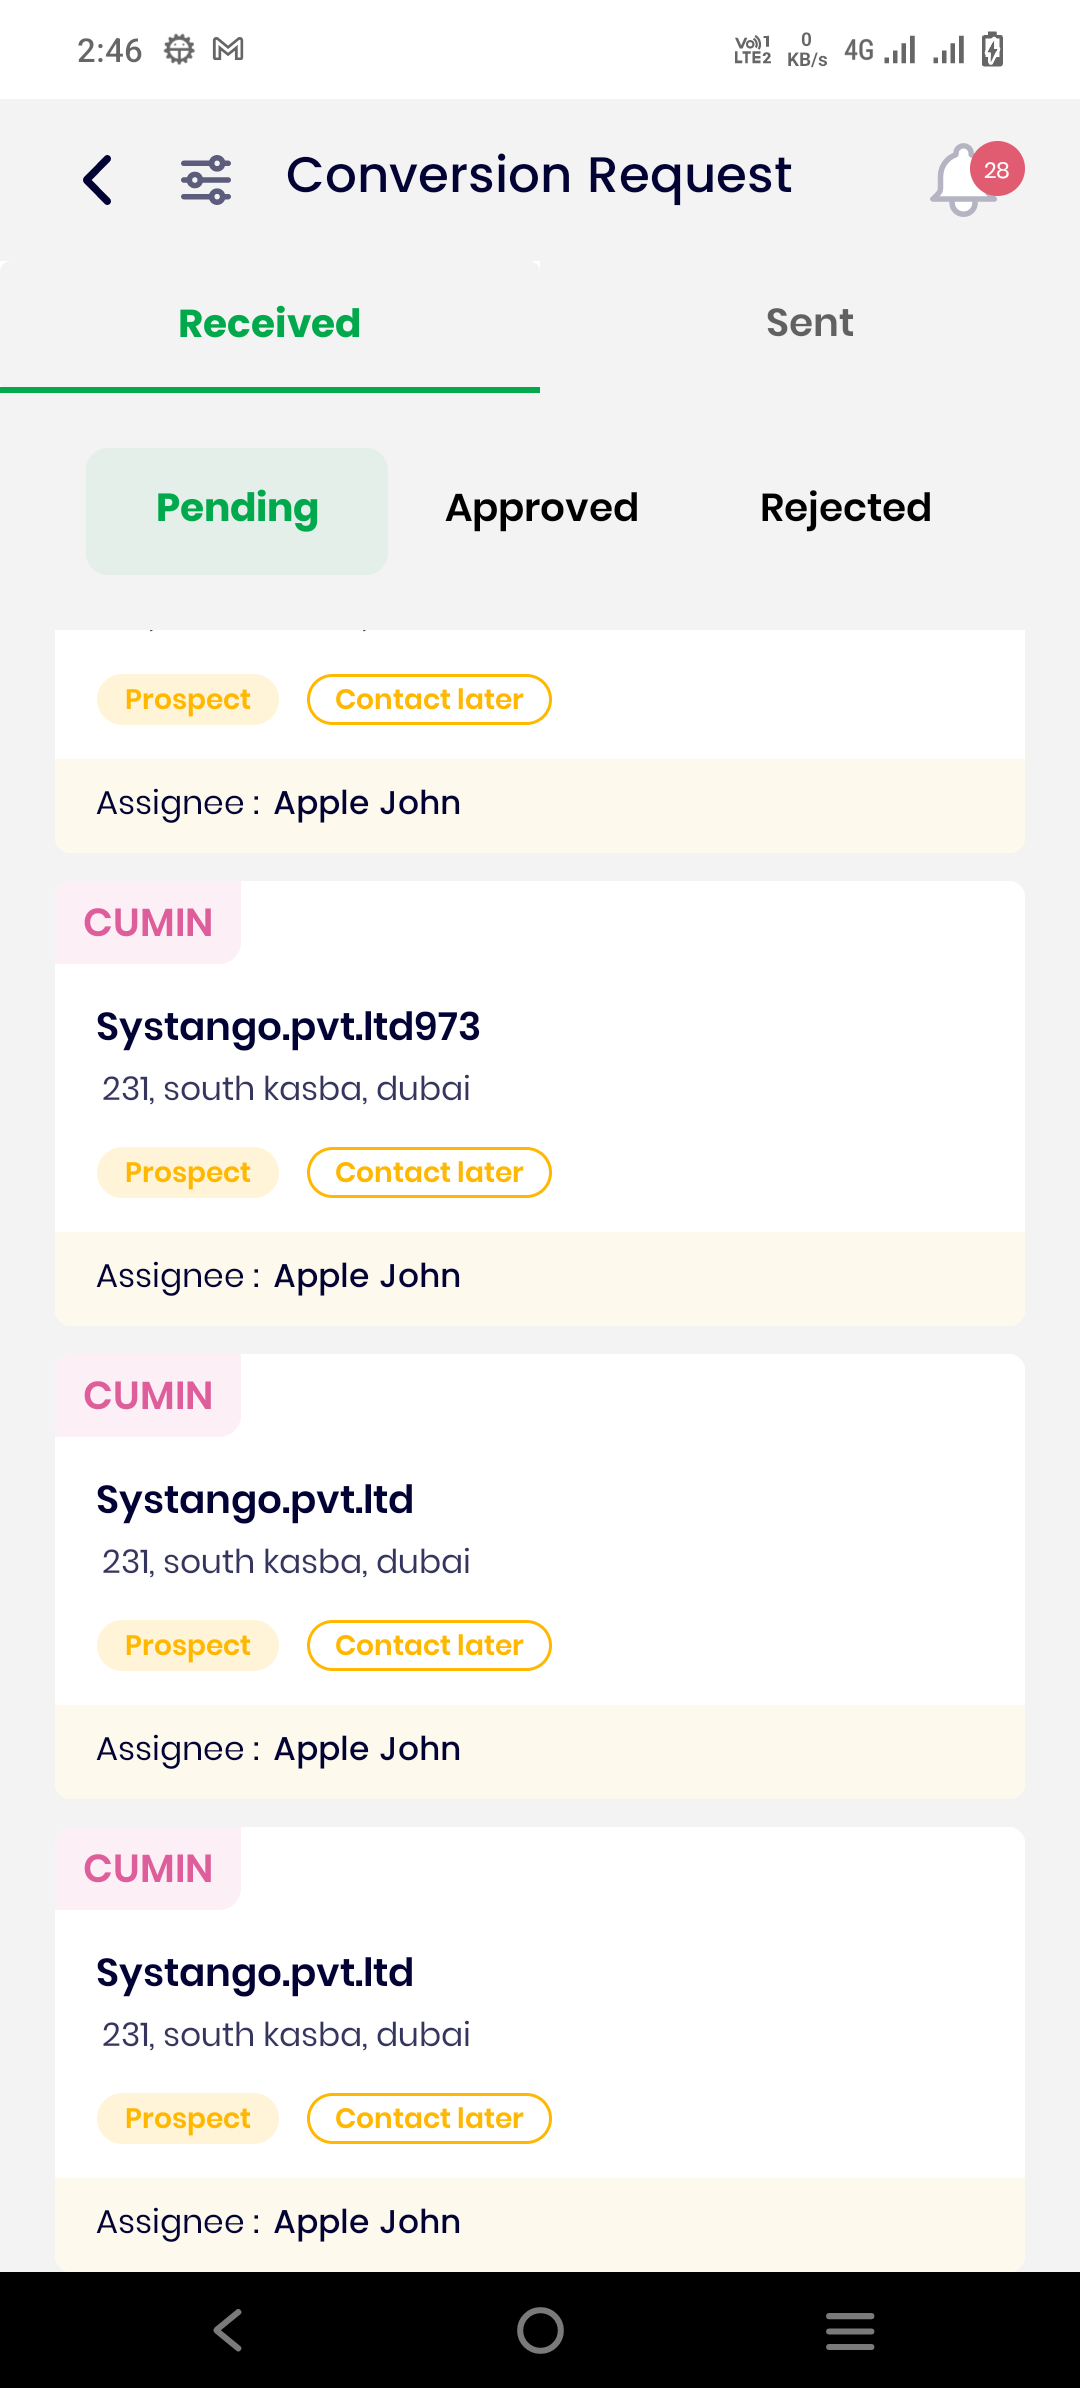 2:46
Vo)) 1
LTE2
0
KB/s
4G
Conversion Request
28
Received
Sent
Pending
Approved
Rejected
Prospect
Contact later
Assignee : Apple John
CUMIN
Systango.pvt.ltd973
231, south kasba, dubai
Prospect
Contact later
Assignee : Apple John
CUMIN
Systango.pvt.ltd
231, south kasba, dubai
Prospect
Contact later
Assignee : Apple John
CUMIN
Systango.pvt.ltd
231, south kasba, dubai
Prospect
Contact later
Assignee : Apple John